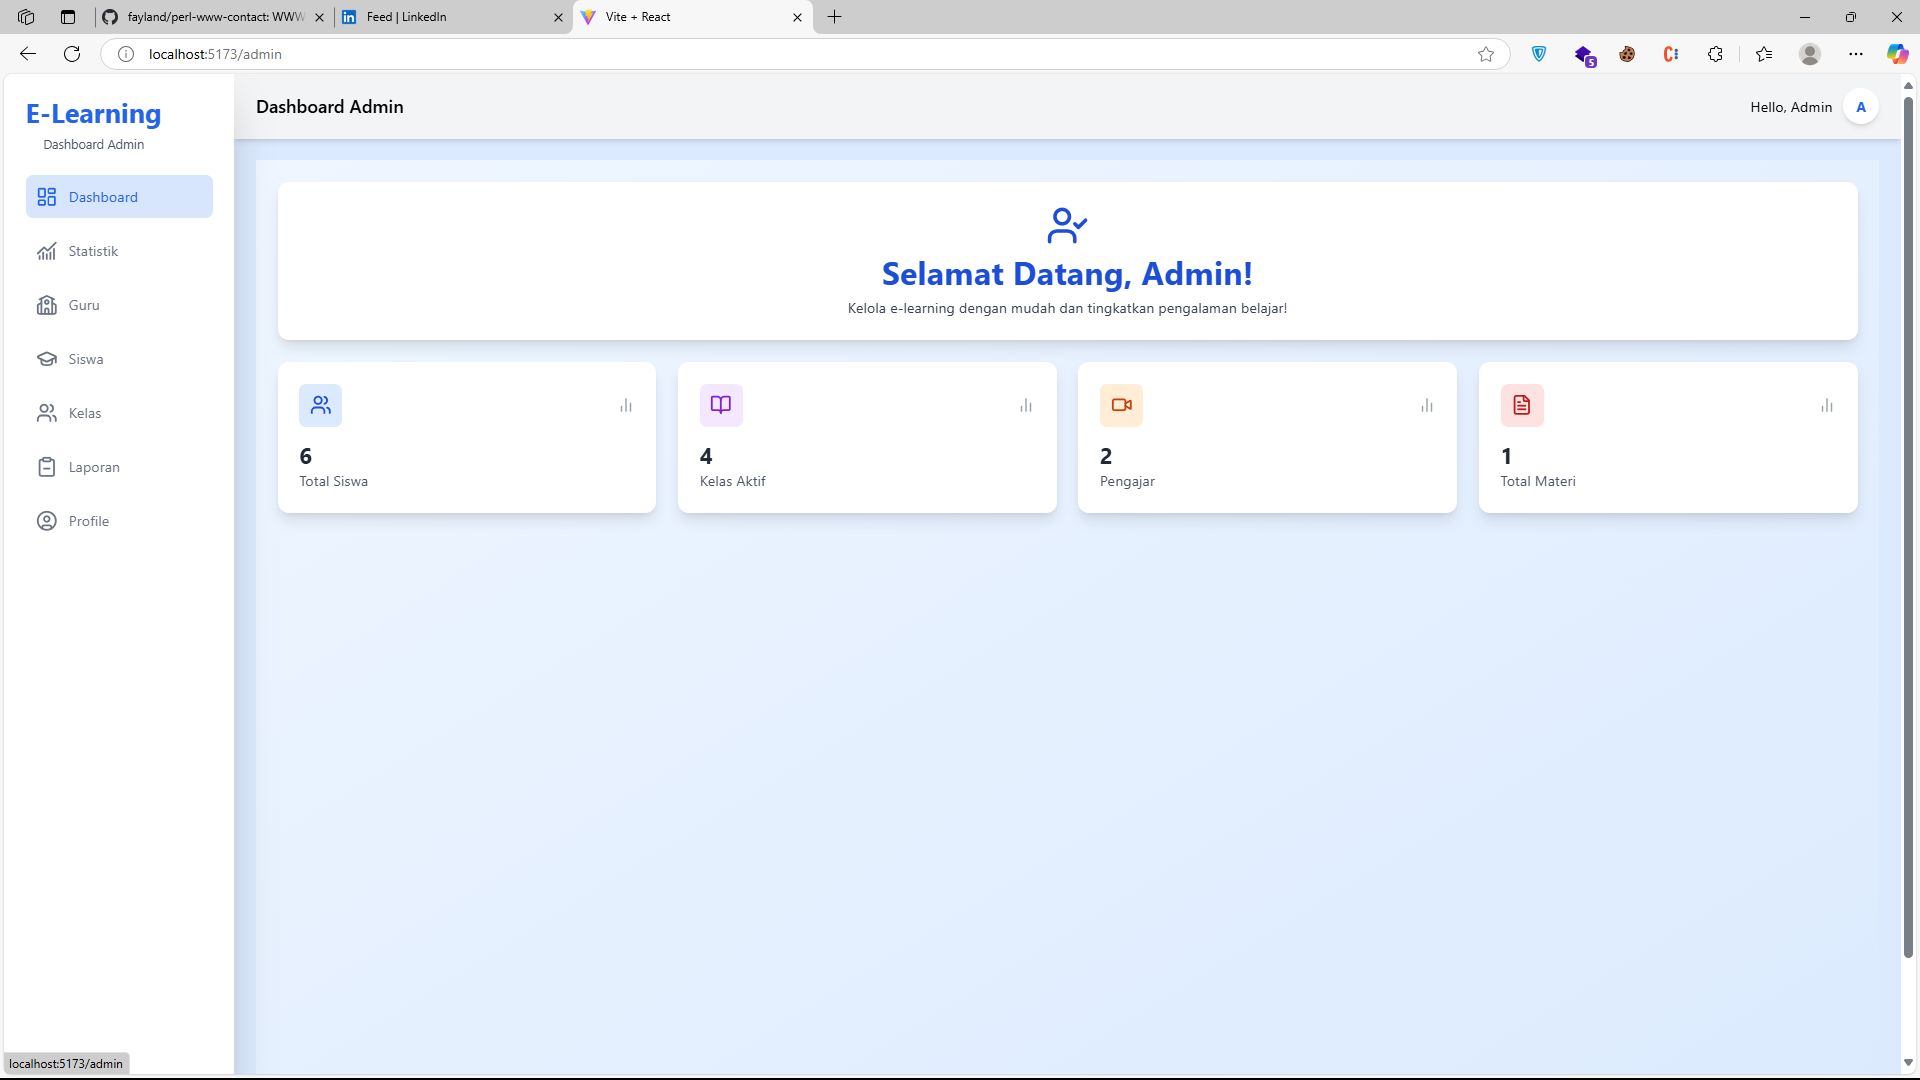 fayland/perl-www-contact: WWW
Feed | LinkedIn
Vite + React
localhost:5173/admin
5
E-Learning
Dashboard Admin
Dashboard
Statistik
Guru
Siswa
Kelas
Laporan
Profile
Dashboard Admin
Hello, Admin
A
Selamat Datang, Admin!
Kelola e-learning dengan mudah dan tingkatkan pengalaman belajar!
6
Total Siswa
4
Kelas Aktif
2
Pengajar
1
Total Materi
localhost:5173/admin